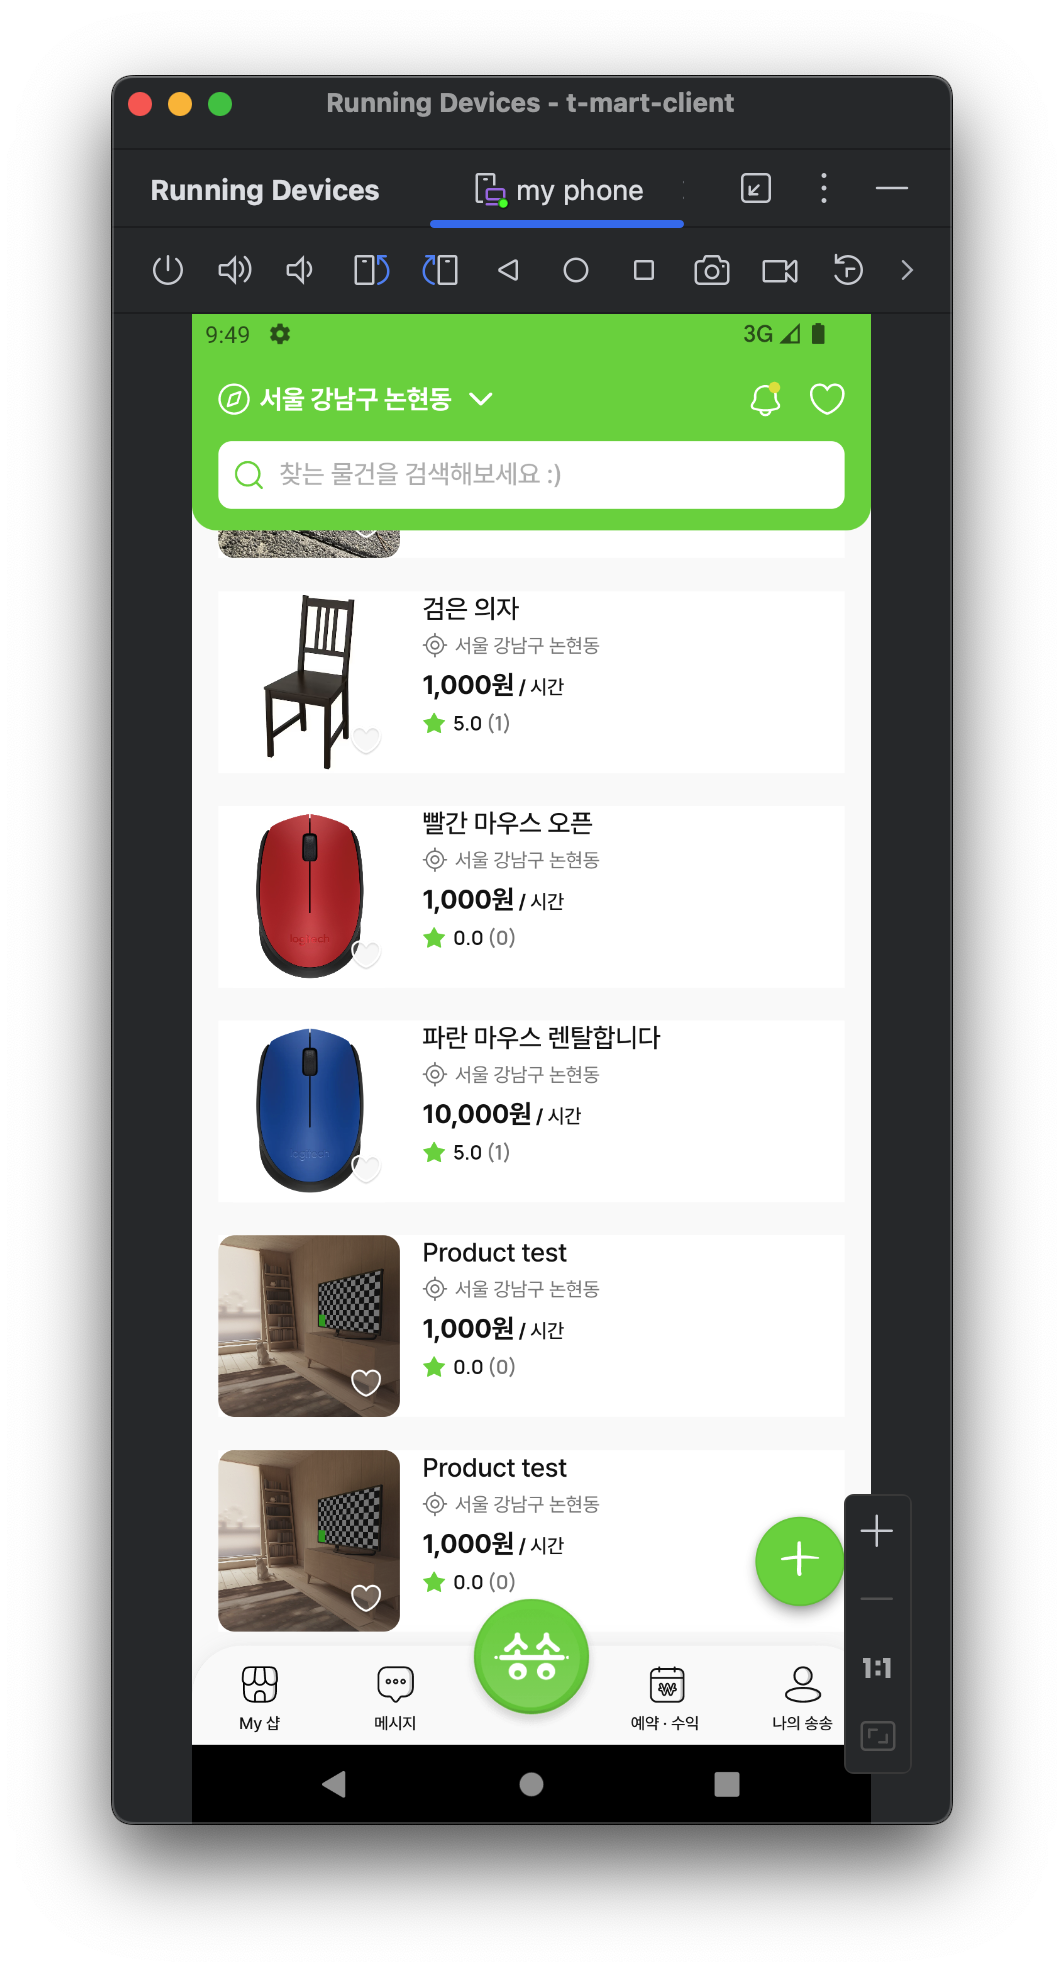 Running Devices - t-mart-client
Running Devices
my phone
9:49
3G
서울 강남구 논현동
찾는 물건을 검색해보세요 :)
검은 의자
서울 강남구 논현동
1,000원 / 시간
5.0 (1)
빨간 마우스 오픈
서울 강남구 논현동
1,000원 / 시간
0.0 (0)
logitech
파란 마우스 렌탈합니다
서울 강남구 논현동
10,000원 / 시간
5.0 (1)
logitech
Product test
서울 강남구 논현동
1,000원 / 시간
0.0 (0)
Product test
서울 강남구 논현동
1,000원 / 시간
0.0 (0)
송송
1:1
My 샵
메시지
예약 · 수익
나의 송송